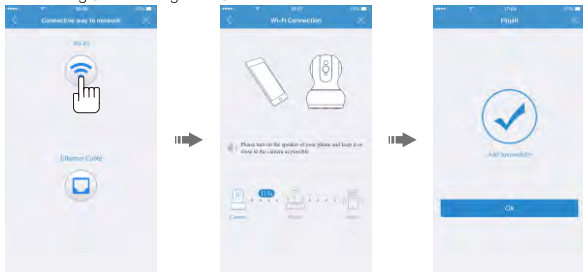 Connective way to network
Wi-Fi
Ethernet Cable
Wi-Fi Connection
Please turn on the speaker of your phone and keep it as
close to the camera as possible
Camera
Finish
Add Successfully
Ok